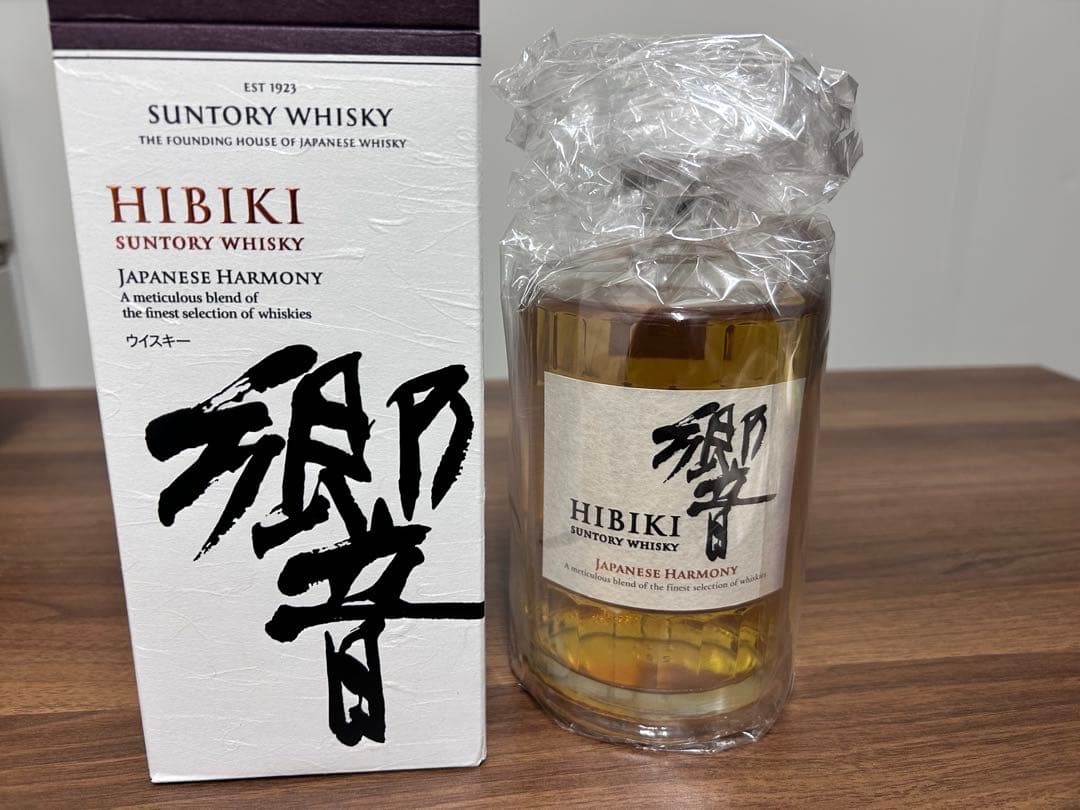 EST 1923
SUNTORY WHISKY
THE FOUNDING HOUSE OF JAPANESE WHISKY
HIBIKI
SUNTORY WHISKY
JAPANESE HARMONY
A meticulous blend of
the finest selection of whiskies
ウイスキー
響
響
HIBIKI
SUNTORY WHISKY
JAPANESE HARMONY
A meticulous blend of the finest selection of whiskies